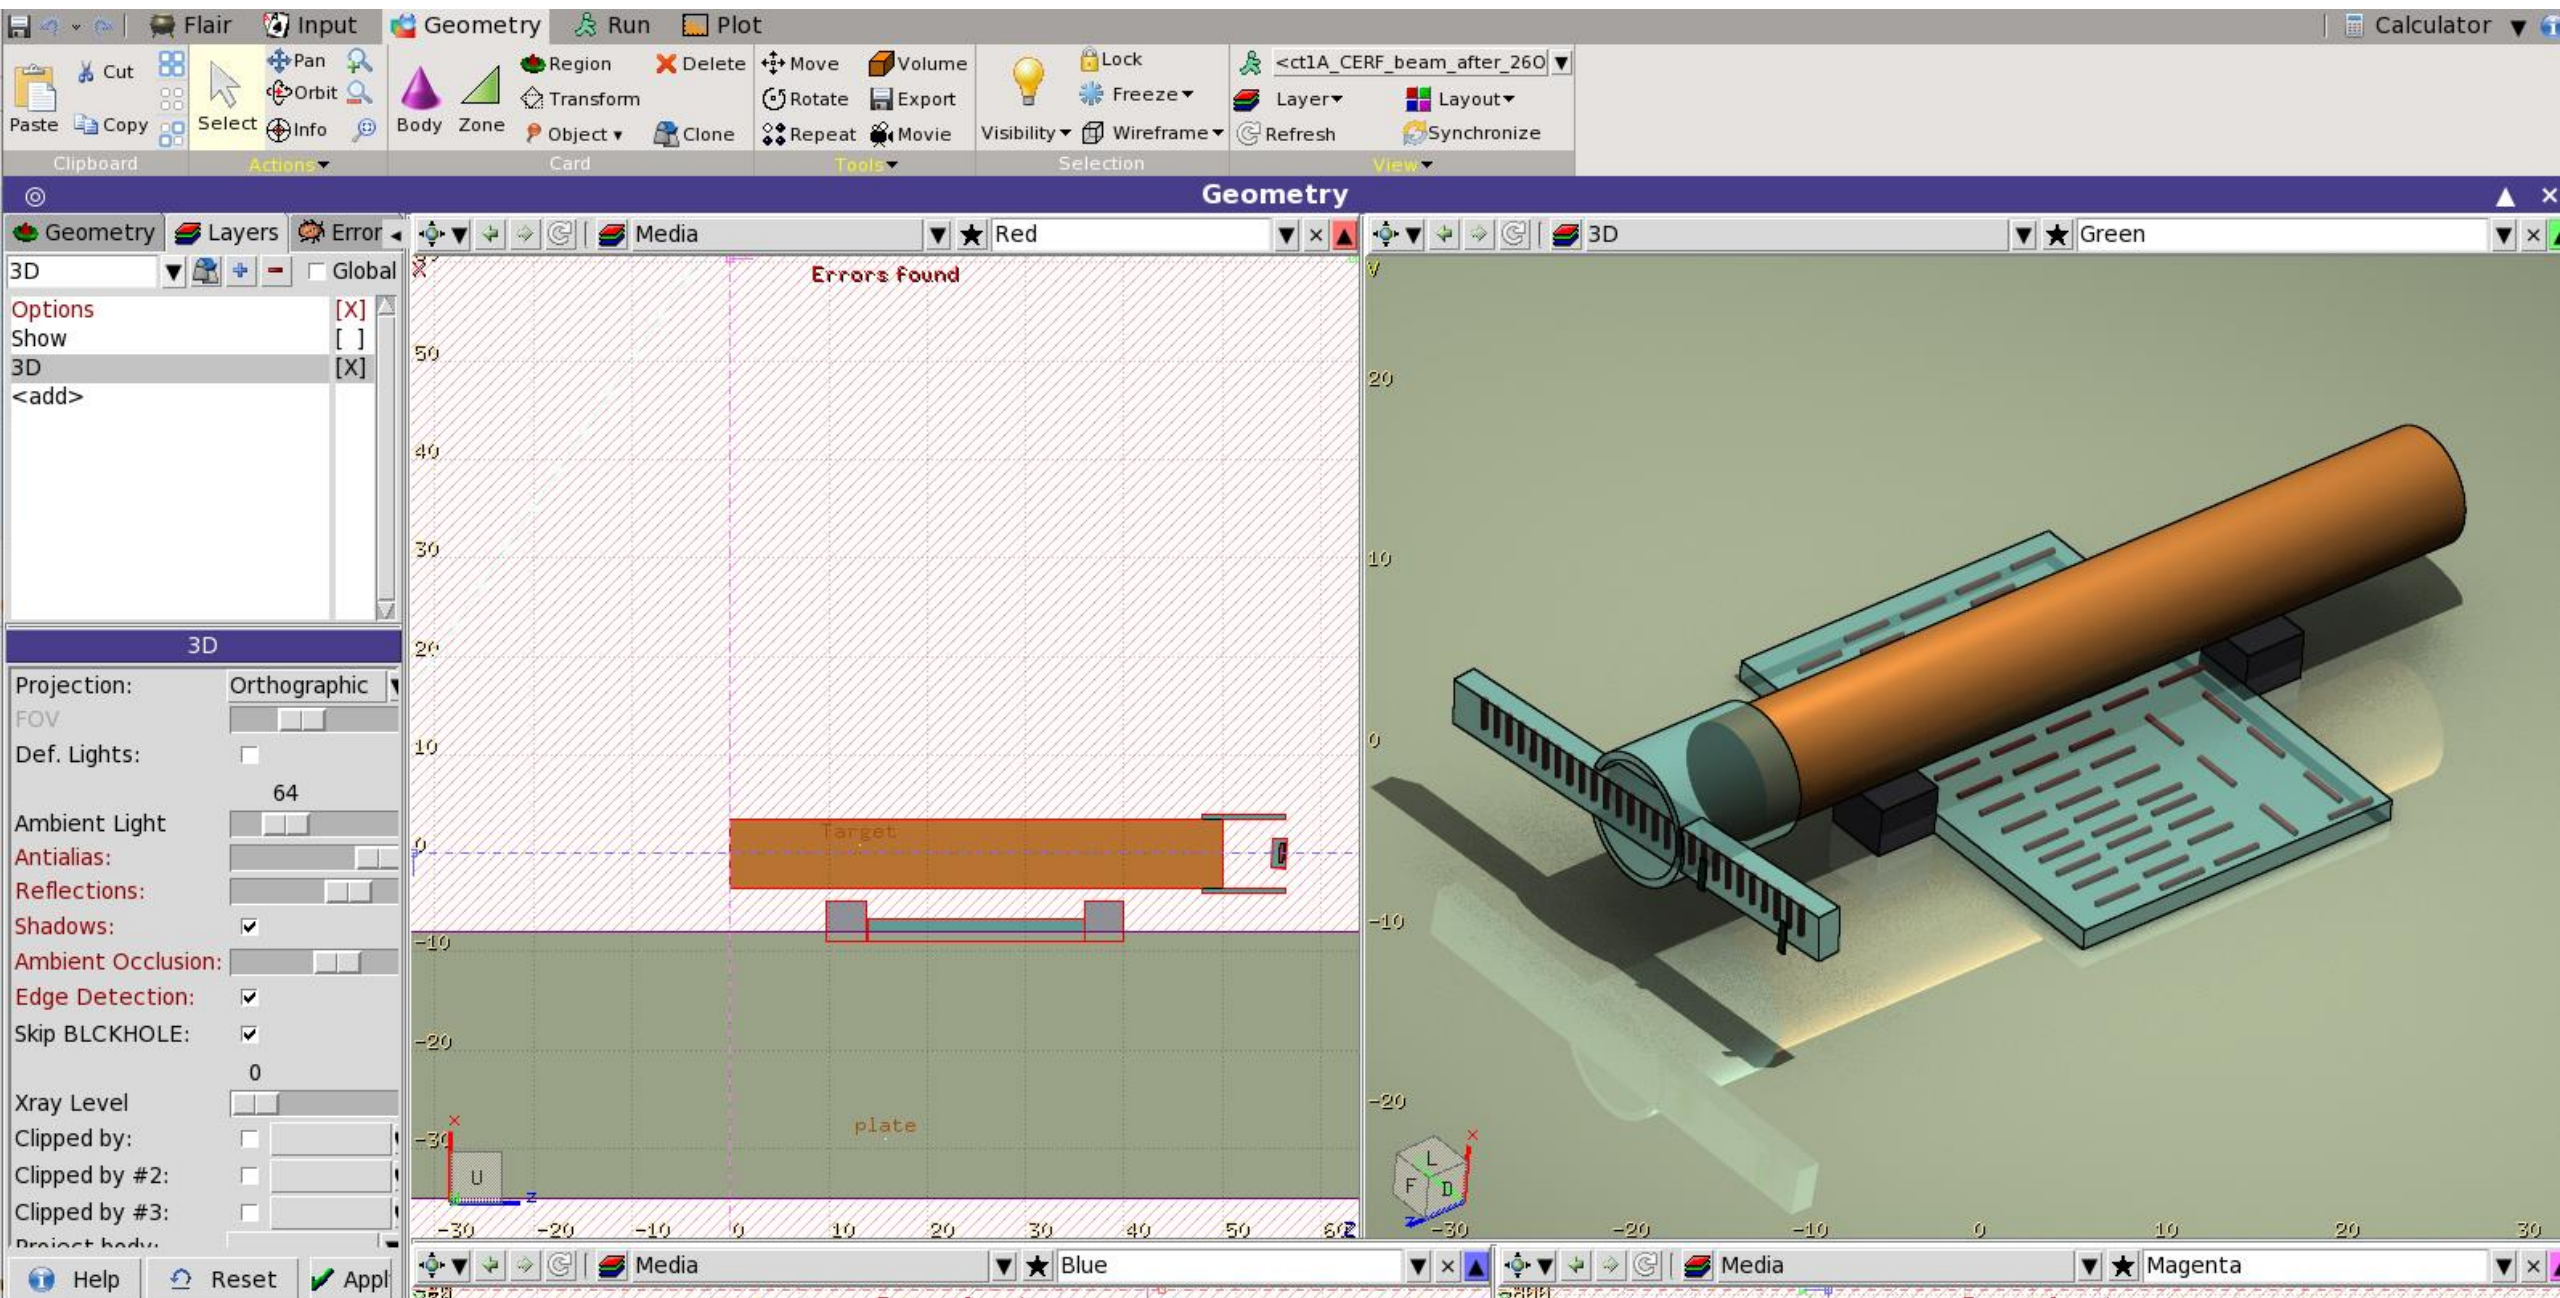 Flair Input Geometry Run Plot Calculator
Paste Cut Copy
Clipboard
Select Pan Orbit Info
Actions
Body Zone Region Transform Object Delete Clone
Card
Move Rotate Repeat Volume Export Movie
Tools
Visibility Lock Freeze Wireframe
Selection
<ct1A_CERF_beam_after_260
Layer Layout
Refresh Synchronize
View
Geometry
Geometry Layers Error
3D Global
Options [X]
Show [ ]
3D [X]
<add>
3D
Projection: Orthographic
FOV
Def. Lights:
64
Ambient Light
Antialias:
Reflections:
Shadows:
Ambient Occlusion:
Edge Detection:
Skip BLCKHOLE:
0
Xray Level
Clipped by:
Clipped by #2:
Clipped by #3:
Project body:
Help Reset Appl
Media Red
X
Errors found
50
40
30
20
10
0
-10
-20
-30
Target
plate
X
U
Z
-30 -20 -10 0 10 20 30 40 50 60 Z
3D Green
V
20
10
0
-10
-20
X
L
F D
Z
-30 -20 -10 0 10 20 30
Media Blue
Media Magenta